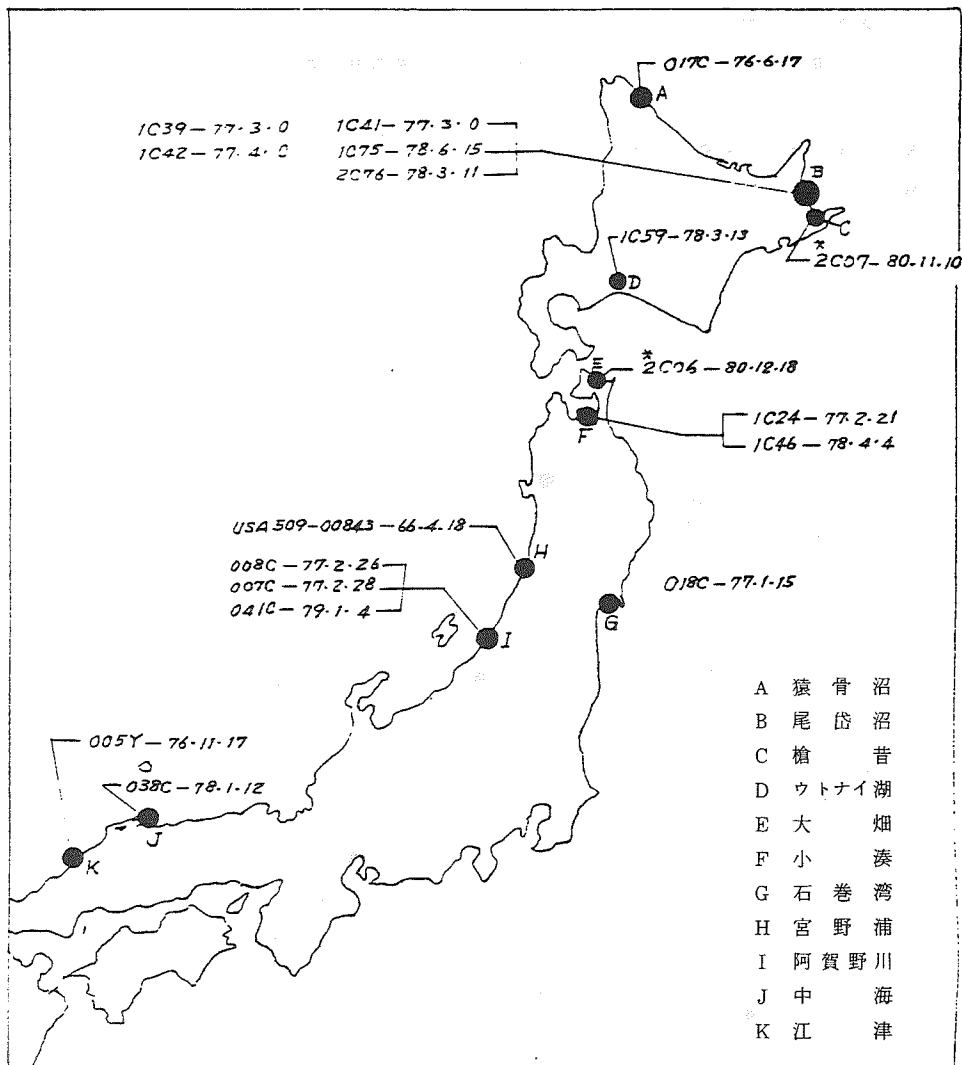 017C-76-6-17
A
1C39-77・3・0
1C42-77・4・0
1C41-77・3・0
1C75-78・6・15
2C76-78・3・11
B
C
*
2C07-80-11-10
1C59-78・3・13
D
E
*
2C06-80-12-18
F
1C24-77・2・21
1C46-78・4・4
USA 509-00843-66-4-18
H
008C-77・2・26
007C-77・2・28
041C-79・1・4
I
018C-77・1・15
G
005Y-76・11・17
038C-78・1・12
J
K
A 猿骨沼
B 尾岱沼
C 槍昔
D ウトナイ湖
E 大畑
F 小湊
G 石巻湾
H 宮野浦
I 阿賀野川
J 中海
K 江津